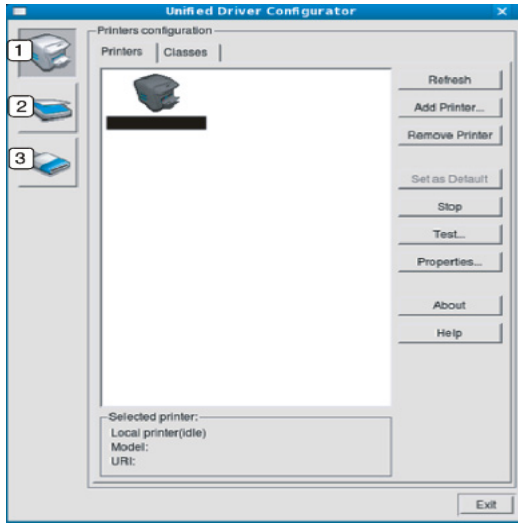 Unified Driver Configurator
Printers configuration
1
Printers
Classes
2
3
Refresh
Add Printer...
Remove Printer
Set as Default
Stop
Test...
Properties...
About
Help
Selected printer:
Local printer(idle)
Model:
URI:
Exit